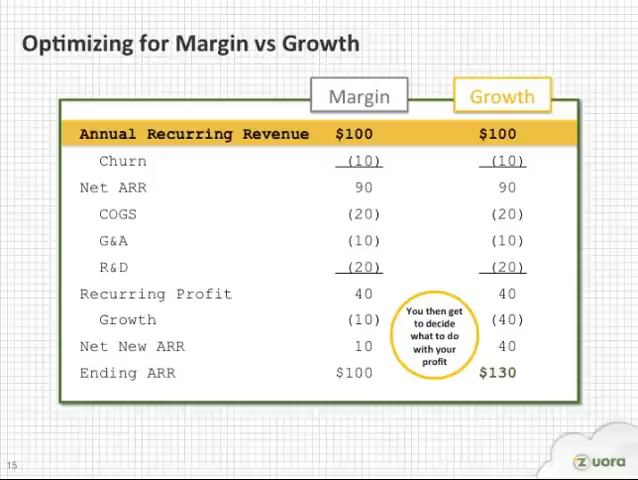 Optimizing for Margin vs Growth
Margin Growth
Annual Recurring Revenue $100 $100
Churn (10) (10)
Net ARR 90 90
COGS (20) (20)
G&A (10) (10)
R&D (20) (20)
Recurring Profit 40 40
Growth (10) (40)
Net New ARR 10 40
Ending ARR $100 $130
You then get
to decide
what to do
with your
profit
15
zuora